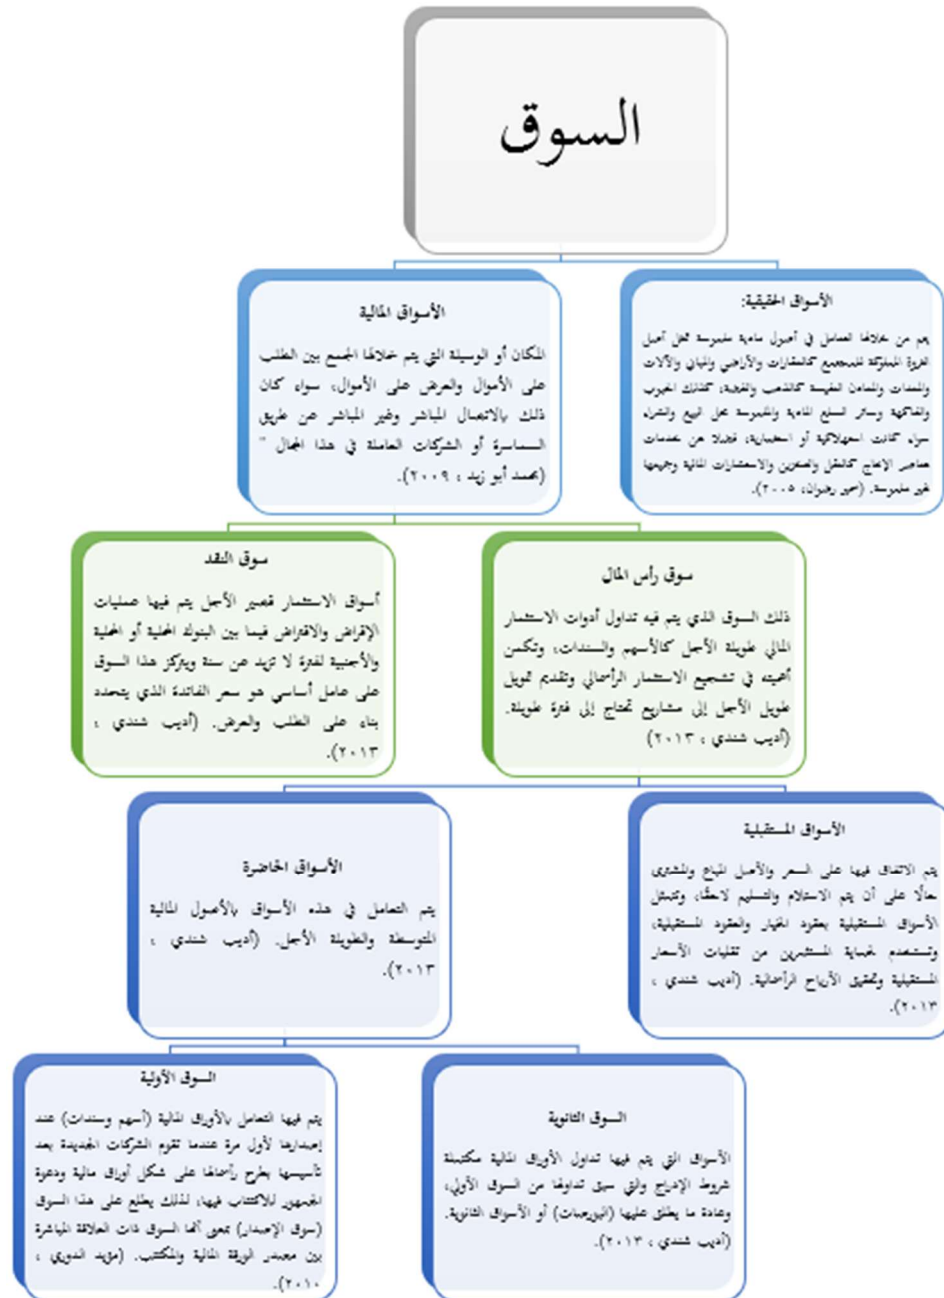 السوق
الأسواق الحقيقية:
يتم من خلالها التعامل في أصول مادية ملموسة تمثل أصل
الثروة المملوكة للمجتمع كالعقارات والأراضي والمباني والآلات
والمعدات والمعادن النفيسة كالذهب والفضة، كذلك الحبوب
والفاكهة وسائر السلع المادية والملموسة محل البيع والشراء
سواء كانت استهلاكية أو استثمارية، فضلا عن خدمات
عناصر الإنتاج كالنقل والتخزين والاستشارات المالية وجميعها
غير ملموسة. (سمير رضوان، ٢٠٠٥).
الأسواق المالية
المكان أو الوسيلة التي يتم خلالها الجمع بين الطلب
على الأموال والعرض على الأموال، سواء كان
ذلك بالاتصال المباشر وغير المباشر عن طريق
السماسرة أو الشركات العاملة في هذا المجال "
(محمد أبو زيد ، ٢٠٠٩).
سوق رأس المال
ذلك السوق الذي يتم فيه تداول أدوات الاستثمار
المالي طويلة الأجل كالأسهم والسندات، وتكمن
أهميته في تشجيع الاستثمار الرأسمالي وتقديم تمويل
طويل الأجل إلى مشاريع تحتاج إلى فترة طويلة.
(أديب شندي ، ٢٠١٣)
سوق النقد
أسواق الاستثمار قصير الأجل يتم فيها عمليات
الإقراض والاقتراض فيما بين البنوك المحلية أو المحلية
والأجنبية لفترة لا تزيد عن سنة ويتركز هذا السوق
على عامل أساسي هو سعر الفائدة الذي يتحدد
بناء على الطلب والعرض. (أديب شندي ،
٢٠١٣).
الأسواق المستقبلية
يتم الاتفاق فيها على السعر والأصل المباع والمشترى
حالًا على أن يتم الاستلام والتسليم لاحقًا، وتتمثل
الأسواق المستقبلية بعقود الخيار والعقود المستقبلية،
وتستخدم لحماية المستثمرين من تقلبات الأسعار
المستقبلية وتحقيق الأرباح الرأسمالية. (أديب شندي ،
٢٠١٣).
الأسواق الحاضرة
يتم التعامل في هذه الأسواق بالأصول المالية
المتوسطة والطويلة الأجل. (أديب شندي ،
٢٠١٣).
السوق الثانوية
الأسواق التي يتم فيها تداول الأوراق المالية مكتملة
شروط الإدراج والتي سبق تداولها من السوق الأولي،
وعادة ما يطلق عليها (البورصات) أو الأسواق الثانوية.
(أديب شندي ، ٢٠١٣).
السوق الأولية
يتم فيها التعامل بالأوراق المالية (أسهم وسندات) عند
إصدارها لأول مرة عندما تقوم الشركات الجديدة بعد
تأسيسها بطرح رأسمالها على شكل أوراق مالية ودعوة
الجمهور للاكتتاب فيها، لذلك يطلع على هذا السوق
(سوق الإصدار) بمعنى أنها السوق ذات العلاقة المباشرة
بين مصدر الورقة المالية والمكتتب. (مؤيد الدوري ،
٢٠١٠).